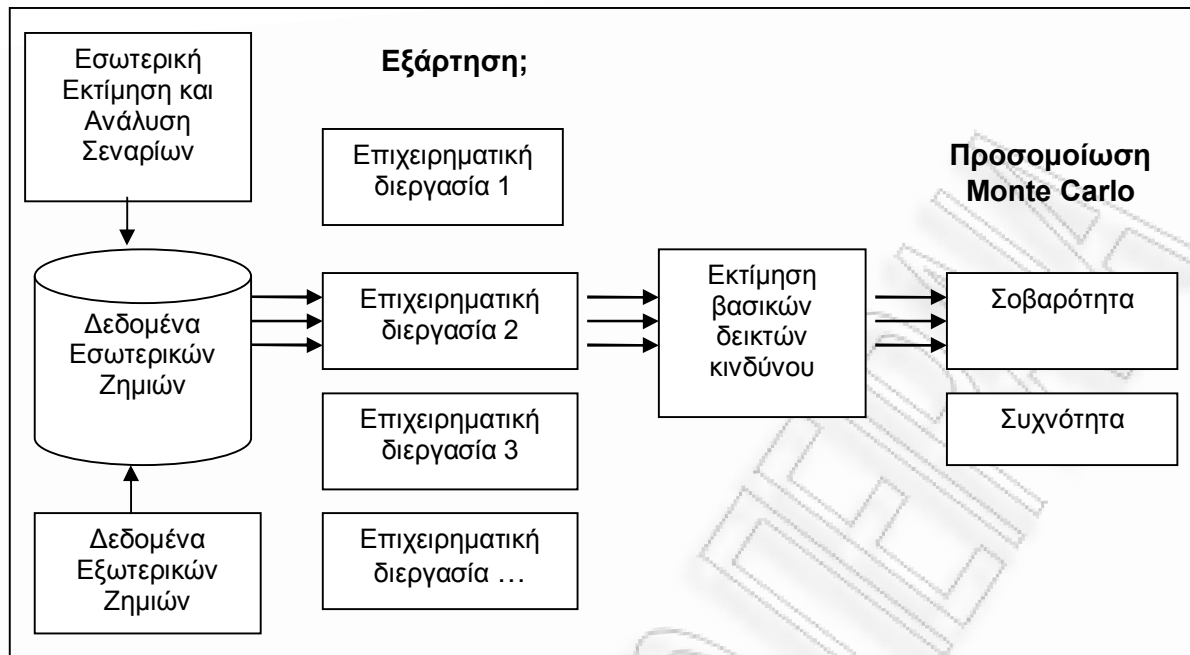 Εσωτερική
Εκτίμηση και
Ανάλυση
Σεναρίων
Δεδομένα
Εσωτερικών
Ζημιών
Δεδομένα
Εξωτερικών
Ζημιών
Εξάρτηση;
Επιχειρηματική
διεργασία 1
Επιχειρηματική
διεργασία 2
Επιχειρηματική
διεργασία 3
Επιχειρηματική
διεργασία …
Εκτίμηση
βασικών
δεικτών
κινδύνου
Προσομοίωση
Monte Carlo
Σοβαρότητα
Συχνότητα